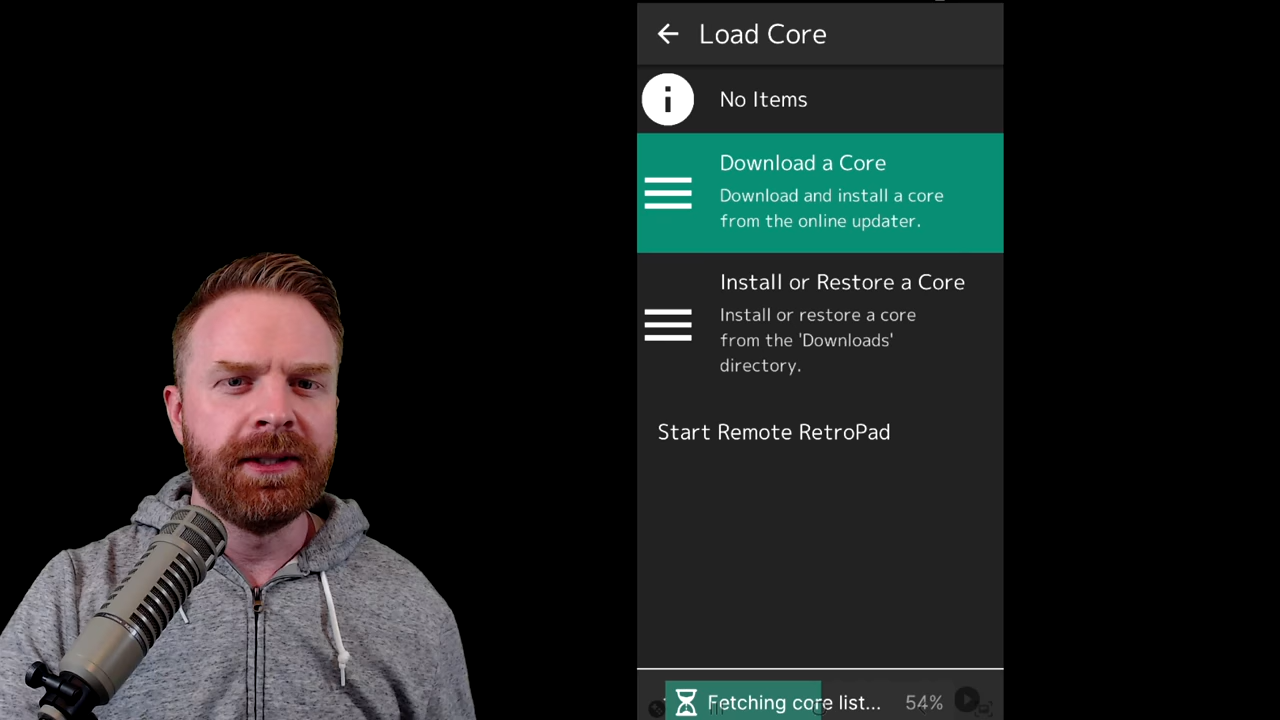 Load Core
No Items
Download a Core
Download and install a core
from the online updater.
Install or Restore a Core
Install or restore a core
from the 'Downloads'
directory.
Start Remote RetroPad
Fetching core list... 54%